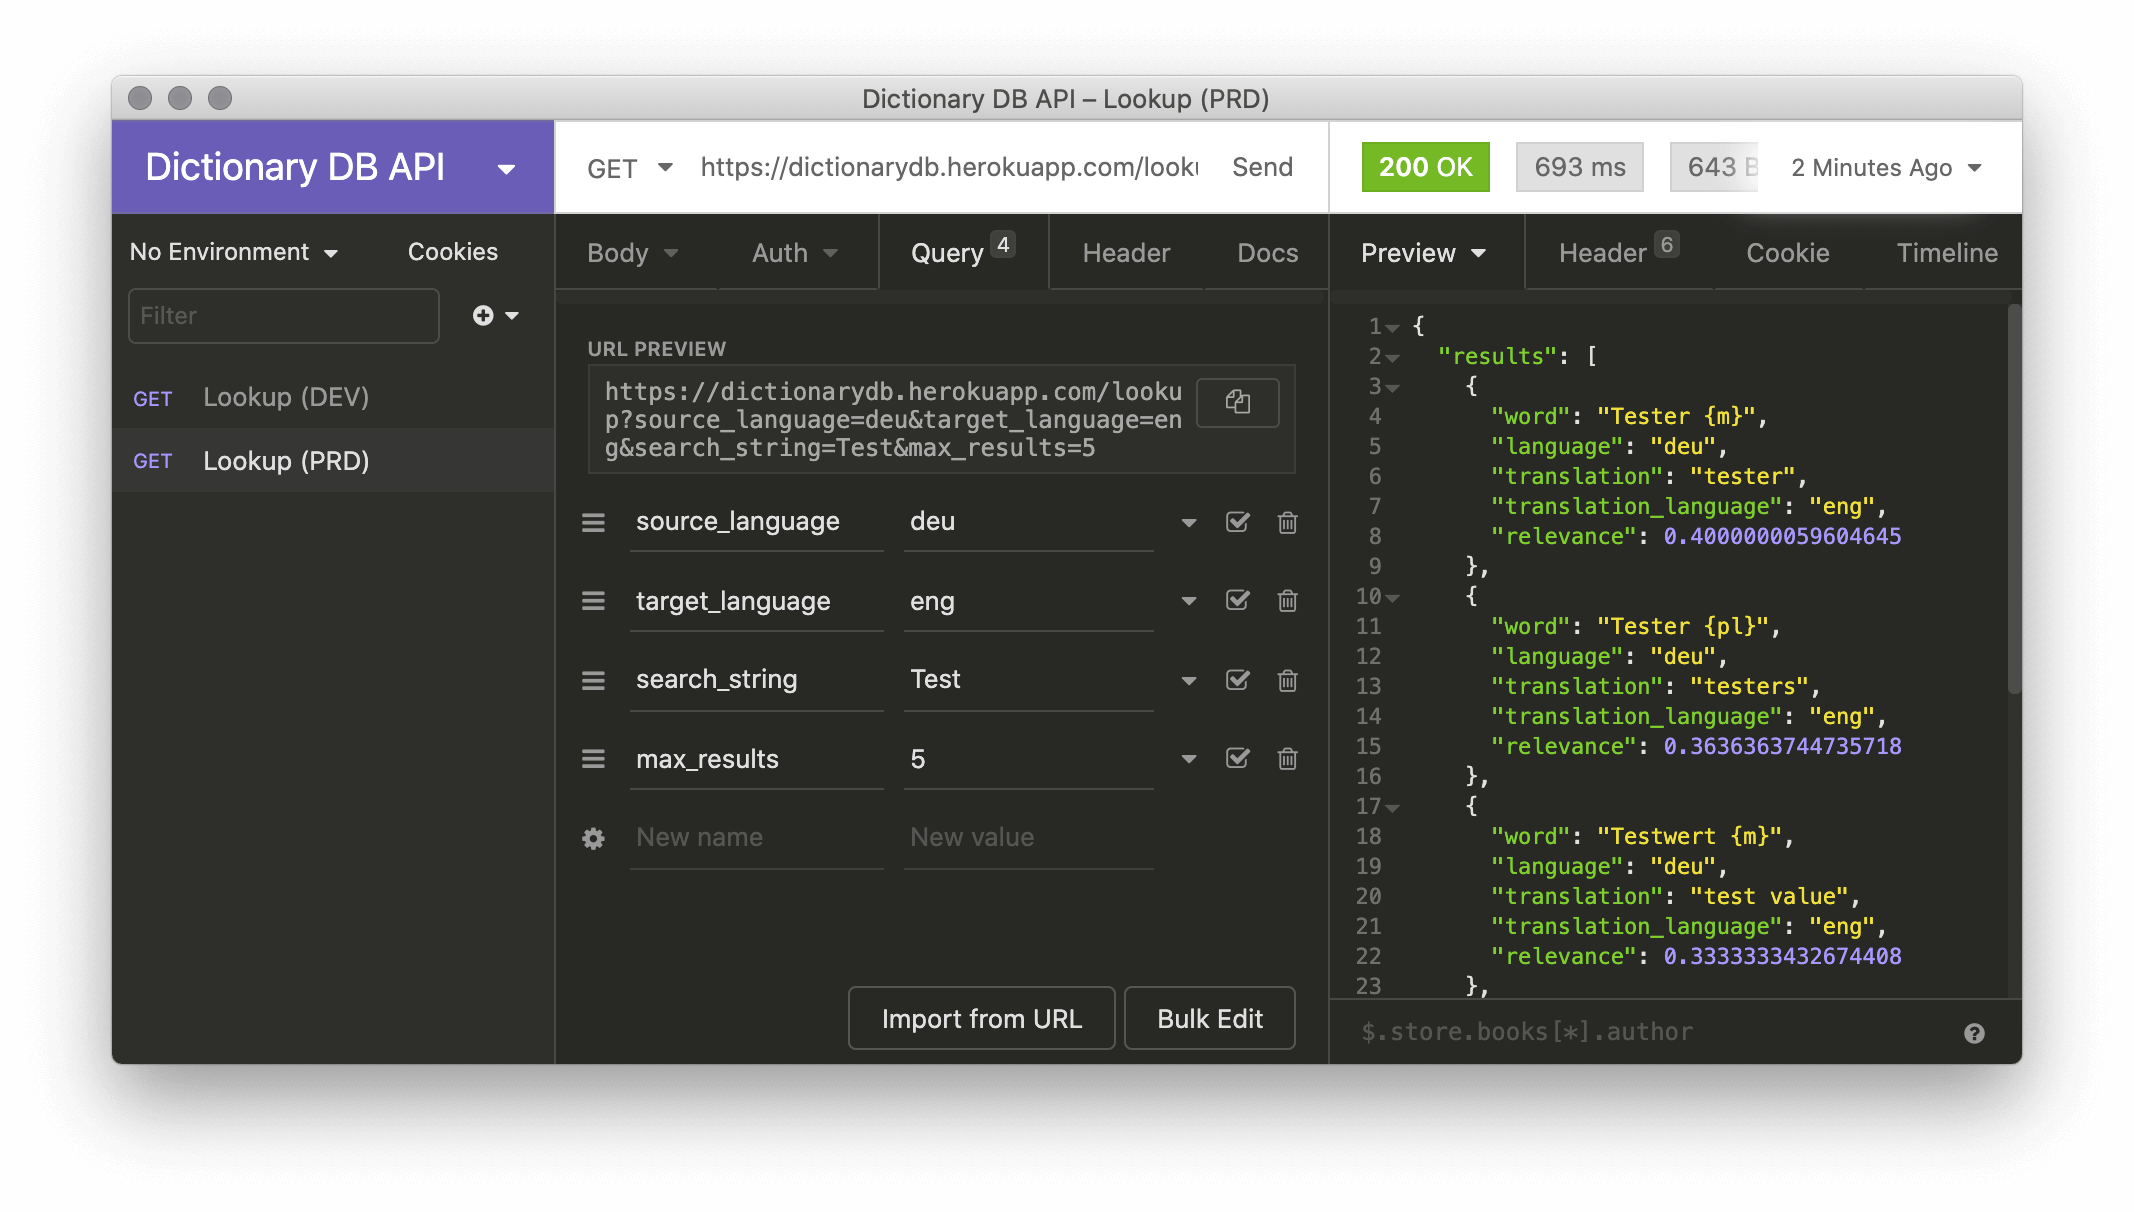 Dictionary DB API – Lookup (PRD)
Dictionary DB API
GET https://dictionarydb.herokuapp.com/looku Send
200 OK 693 ms 643 B 2 Minutes Ago
No Environment Cookies
Filter
GET Lookup (DEV)
GET Lookup (PRD)
Body Auth Query 4 Header Docs
URL PREVIEW
https://dictionarydb.herokuapp.com/looku
p?source_language=deu&target_language=en
g&search_string=Test&max_results=5
source_language deu
target_language eng
search_string Test
max_results 5
New name New value
Import from URL Bulk Edit
Preview Header 6 Cookie Timeline
1 {
2 "results": [
3 {
4 "word": "Tester {m}",
5 "language": "deu",
6 "translation": "tester",
7 "translation_language": "eng",
8 "relevance": 0.4000000059604645
9 },
10 {
11 "word": "Tester {pl}",
12 "language": "deu",
13 "translation": "testers",
14 "translation_language": "eng",
15 "relevance": 0.3636363744735718
16 },
17 {
18 "word": "Testwert {m}",
19 "language": "deu",
20 "translation": "test value",
21 "translation_language": "eng",
22 "relevance": 0.3333333432674408
23 },
$.store.books[*].author